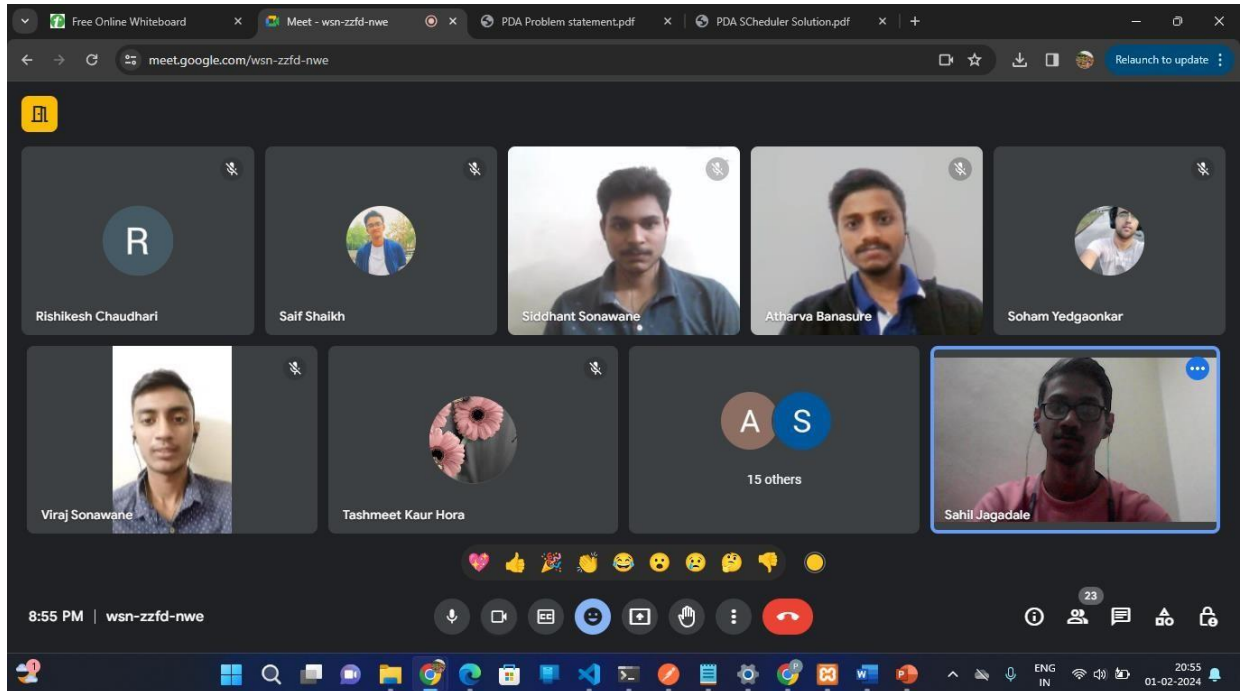 Free Online Whiteboard
Meet - wsn-zzfd-nwe
PDA Problem statement.pdf
PDA SCheduler Solution.pdf
meet.google.com/wsn-zzfd-nwe
Relaunch to update
R
Rishikesh Chaudhari
Saif Shaikh
Siddhant Sonawane
Atharva Banasure
Soham Yedgaonkar
Viraj Sonawane
Tashmeet Kaur Hora
A S
15 others
Sahil Jagadale
8:55 PM | wsn-zzfd-nwe
CC
23
1
ENG
IN
20:55
01-02-2024